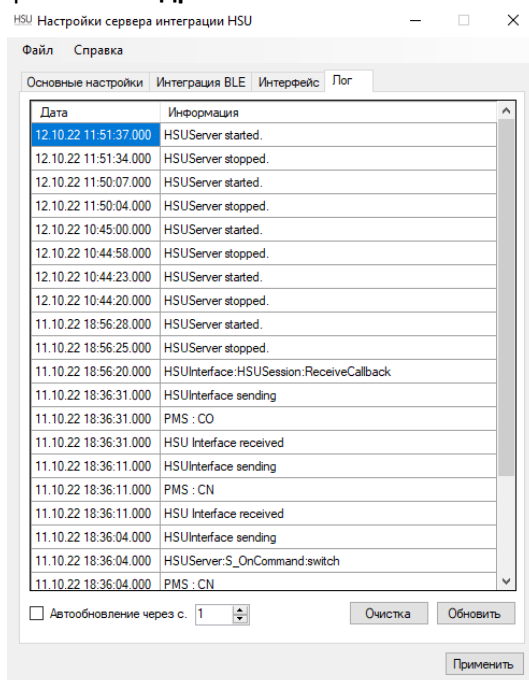 HSU Настройки сервера интеграции HSU
Файл Справка
Основные настройки Интеграция BLE Интерфейс Лог
Дата Информация
12.10.22 11:51:37.000 HSUServer started.
12.10.22 11:51:34.000 HSUServer stopped.
12.10.22 11:50:07.000 HSUServer started.
12.10.22 11:50:04.000 HSUServer stopped.
12.10.22 10:45:00.000 HSUServer started.
12.10.22 10:44:58.000 HSUServer stopped.
12.10.22 10:44:23.000 HSUServer started.
12.10.22 10:44:20.000 HSUServer stopped.
11.10.22 18:56:28.000 HSUServer started.
11.10.22 18:56:25.000 HSUServer stopped.
11.10.22 18:56:20.000 HSUInterface:HSUSession:ReceiveCallback
11.10.22 18:36:31.000 HSUInterface sending
11.10.22 18:36:31.000 PMS : CO
11.10.22 18:36:31.000 HSU Interface received
11.10.22 18:36:11.000 HSUInterface sending
11.10.22 18:36:11.000 PMS : CN
11.10.22 18:36:11.000 HSU Interface received
11.10.22 18:36:04.000 HSUInterface sending
11.10.22 18:36:04.000 HSUServer:S_OnCommand:switch
11.10.22 18:36:04.000 PMS : CN
Автообновление через с. 1 Очистка Обновить
Применить